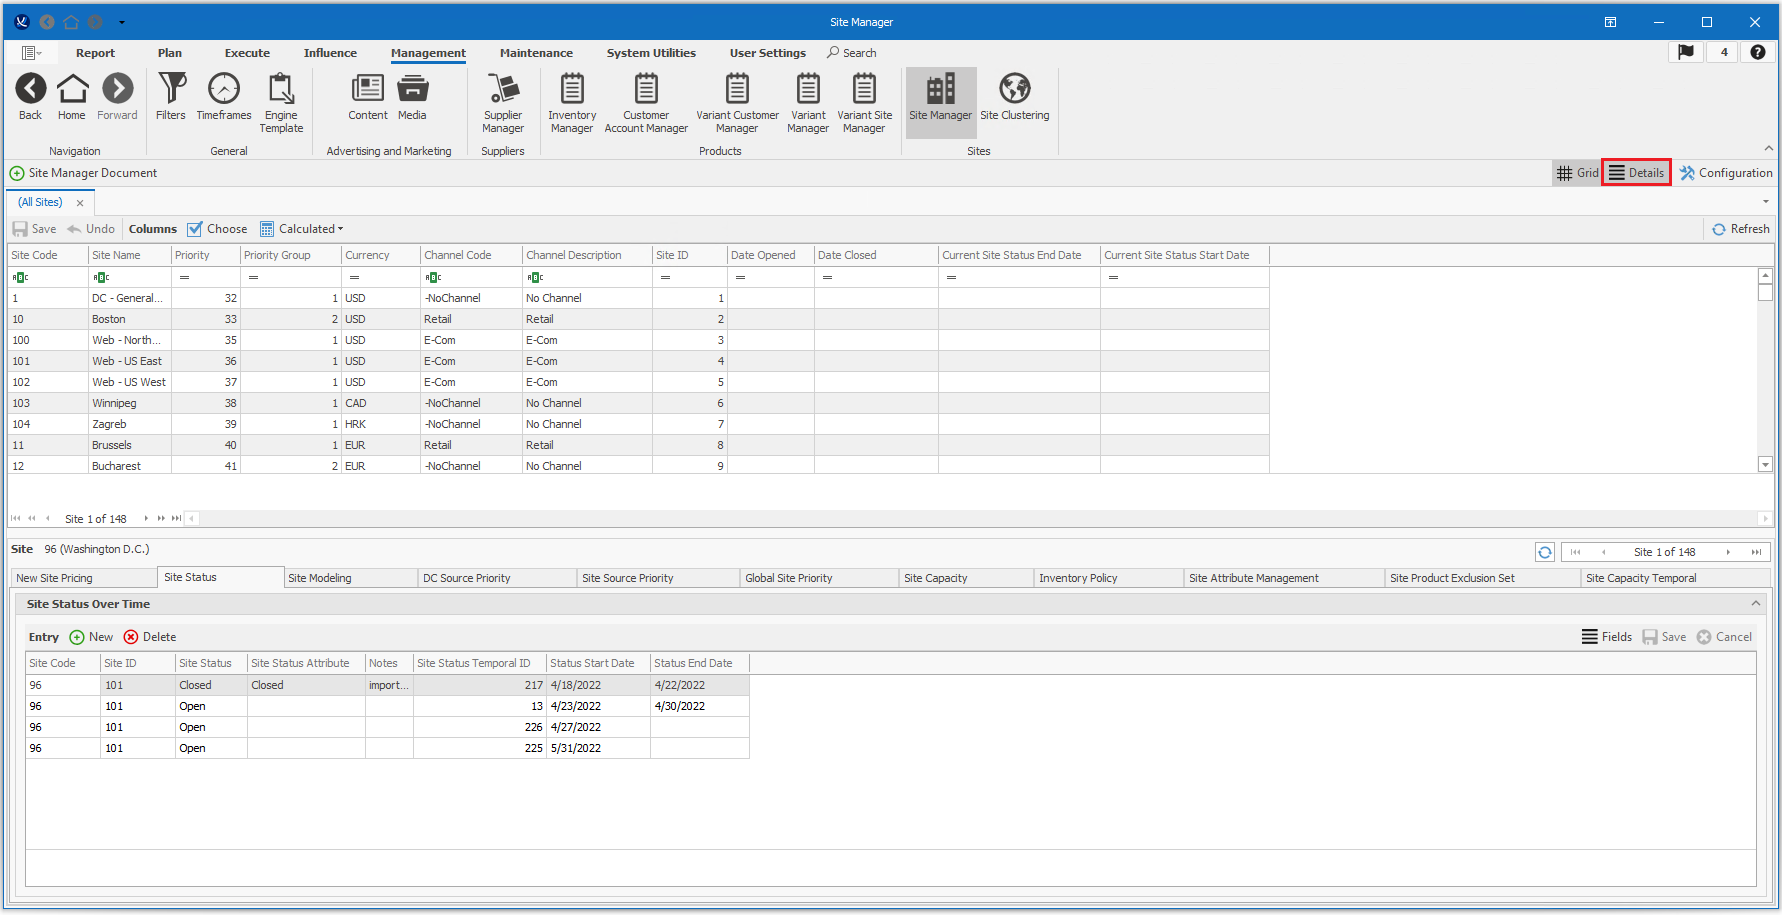 Site Manager
Report Plan Execute Influence Management Maintenance System Utilities User Settings Search 4 ?
Back Home Forward Filters Timeframes Engine Template Content Media Supplier Manager Inventory Manager Customer Account Manager Variant Customer Manager Variant Manager Variant Site Manager Site Manager Site Clustering
Navigation General Advertising and Marketing Suppliers Products Sites
Site Manager Document Grid Details Configuration
(All Sites) x
Save Undo Columns Choose Calculated Refresh
Site Code Site Name Priority Priority Group Currency Channel Code Channel Description Site ID Date Opened Date Closed Current Site Status End Date Current Site Status Start Date
ABC ABC = = = ABC ABC = = = = =
1 DC - General... 32 1 USD -NoChannel No Channel 1
10 Boston 33 2 USD Retail Retail 2
100 Web - North... 35 1 USD E-Com E-Com 3
101 Web - US East 36 1 USD E-Com E-Com 4
102 Web - US West 37 1 USD E-Com E-Com 5
103 Winnipeg 38 1 CAD -NoChannel No Channel 6
104 Zagreb 39 1 HRK -NoChannel No Channel 7
11 Brussels 40 1 EUR Retail Retail 8
12 Bucharest 41 2 EUR -NoChannel No Channel 9
Site 1 of 148
Site 96 (Washington D.C.) Site 1 of 148
New Site Pricing Site Status Site Modeling DC Source Priority Site Source Priority Global Site Priority Site Capacity Inventory Policy Site Attribute Management Site Product Exclusion Set Site Capacity Temporal
Site Status Over Time
Entry New Delete Fields Save Cancel
Site Code Site ID Site Status Site Status Attribute Notes Site Status Temporal ID Status Start Date Status End Date
96 101 Closed Closed import... 217 4/18/2022 4/22/2022
96 101 Open 13 4/23/2022 4/30/2022
96 101 Open 226 4/27/2022
96 101 Open 225 5/31/2022